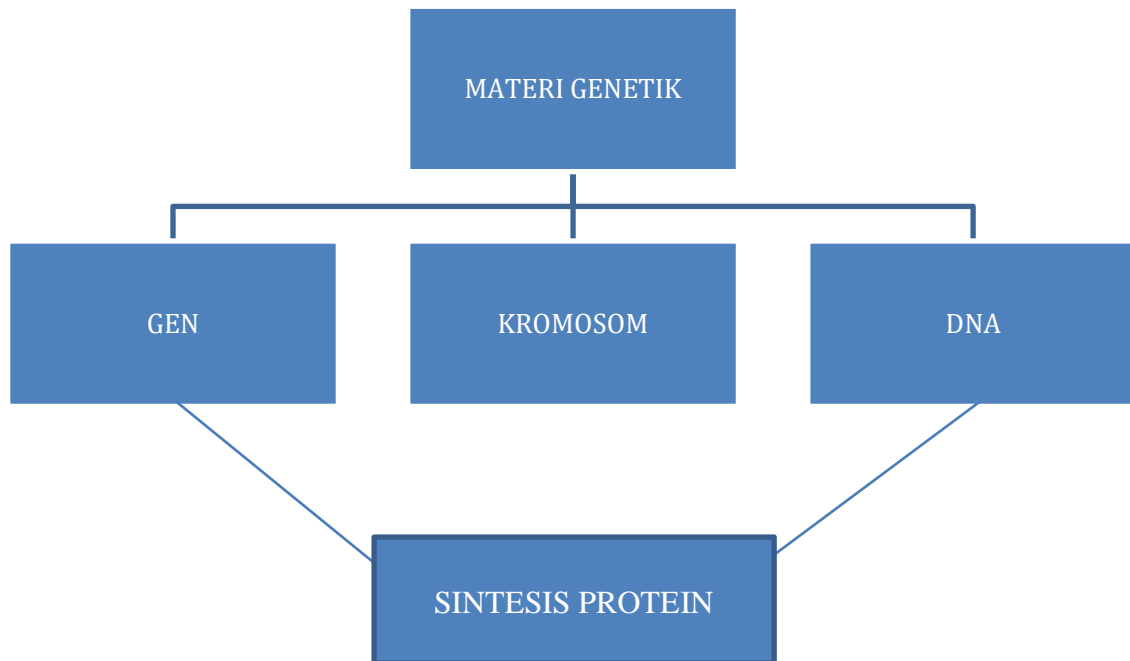 MATERI GENETIK
GEN
KROMOSOM
DNA
SINTESIS PROTEIN